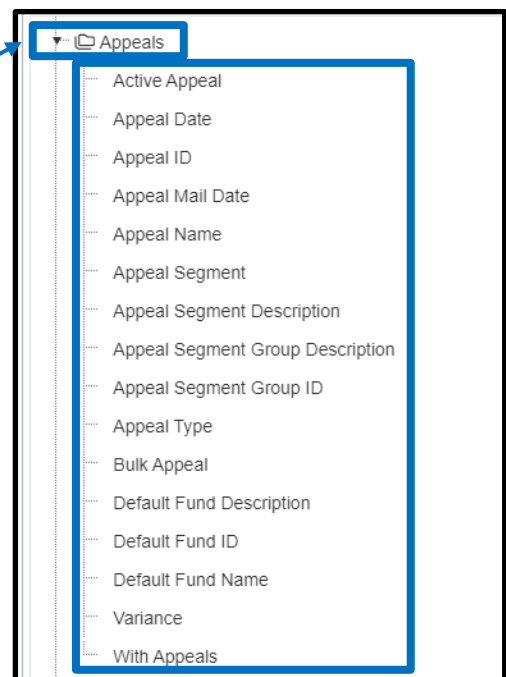 Appeals
Active Appeal
Appeal Date
Appeal ID
Appeal Mail Date
Appeal Name
Appeal Segment
Appeal Segment Description
Appeal Segment Group Description
Appeal Segment Group ID
Appeal Type
Bulk Appeal
Default Fund Description
Default Fund ID
Default Fund Name
Variance
With Appeals